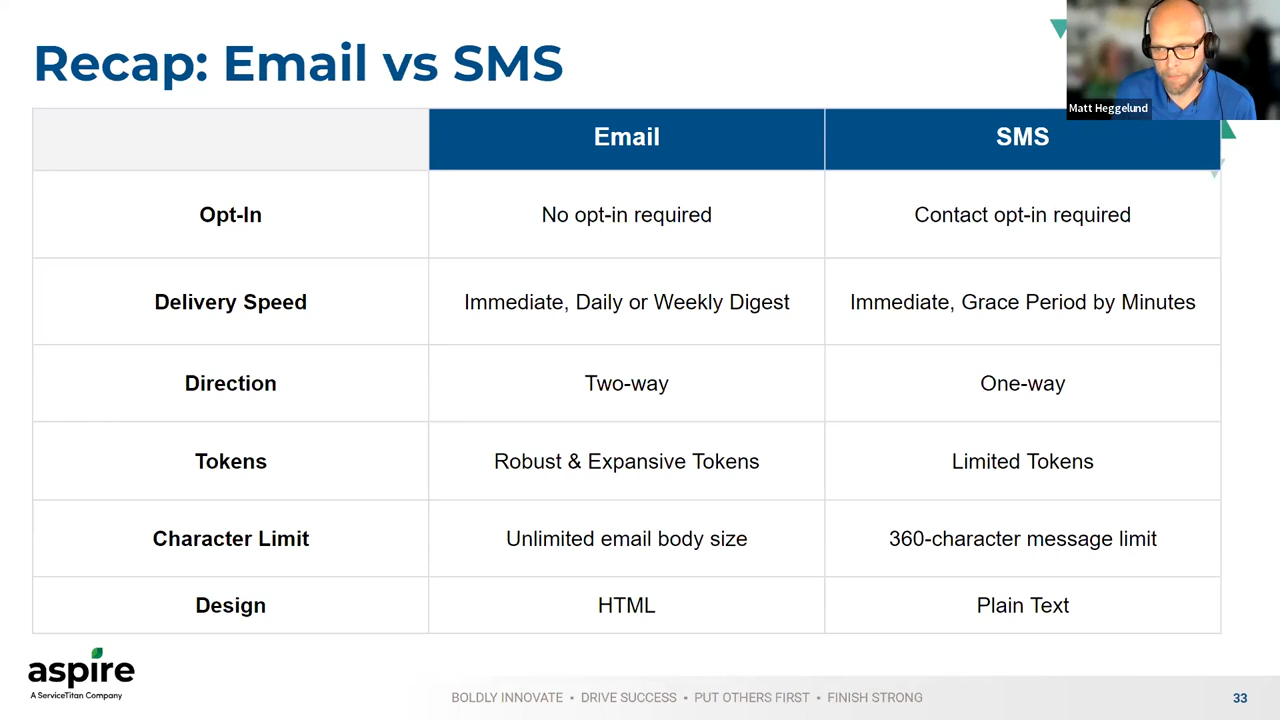 Recap: Email vs SMS
Matt Heggelund
Email SMS
Opt-In No opt-in required Contact opt-in required
Delivery Speed Immediate, Daily or Weekly Digest Immediate, Grace Period by Minutes
Direction Two-way One-way
Tokens Robust & Expansive Tokens Limited Tokens
Character Limit Unlimited email body size 360-character message limit
Design HTML Plain Text
aspire
A ServiceTitan Company
BOLDLY INNOVATE • DRIVE SUCCESS • PUT OTHERS FIRST • FINISH STRONG
33